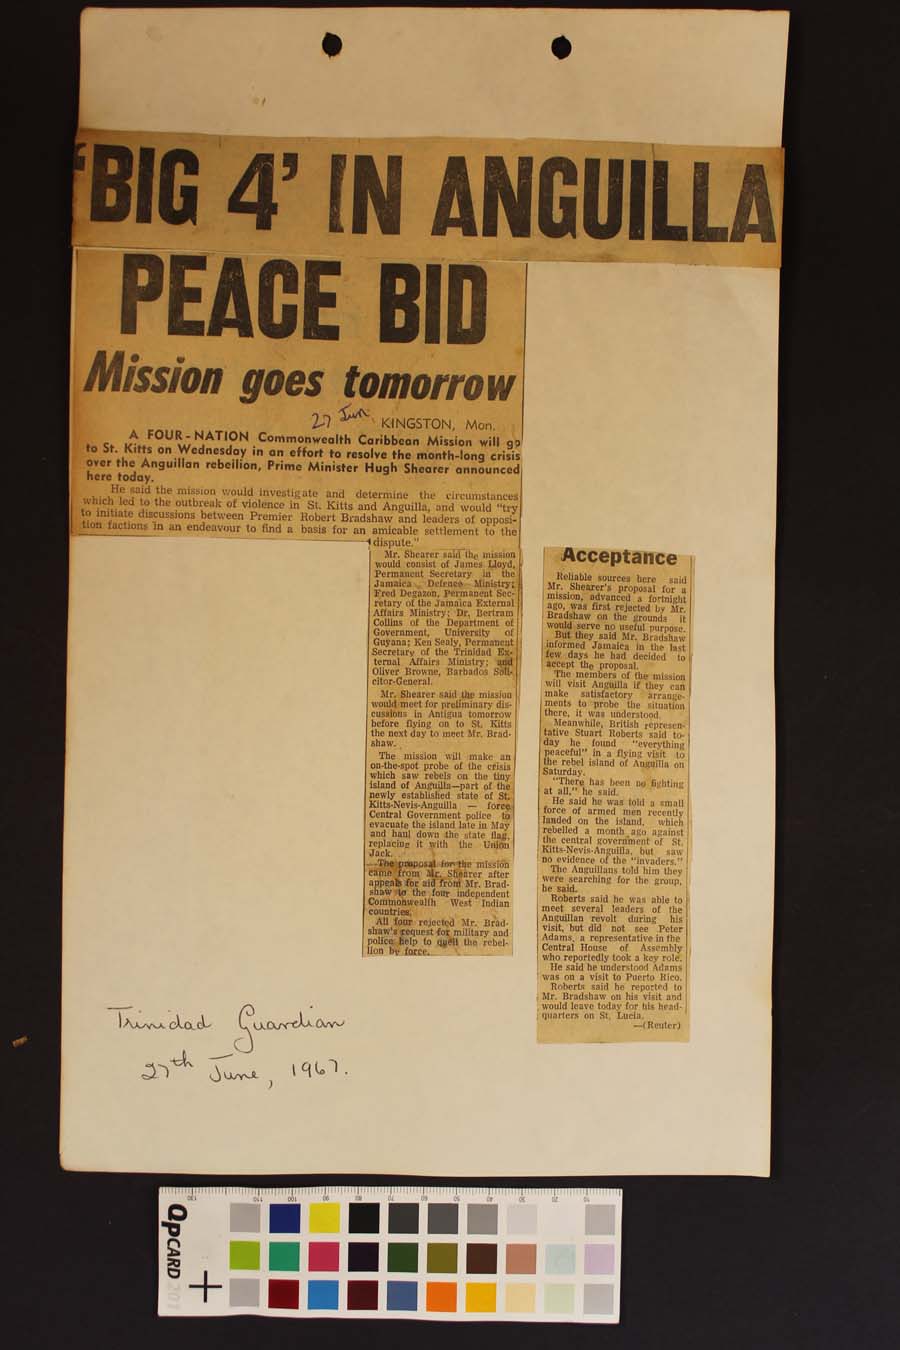 ‘BIG 4’ IN ANGUILLA
PEACE BID
Mission goes tomorrow
27 Jun.
KINGSTON, Mon.
A FOUR-NATION Commonwealth Caribbean Mission will go
to St. Kitts on Wednesday in an effort to resolve the month-long crisis
over the Anguillan rebellion, Prime Minister Hugh Shearer announced
here today.
He said the mission would investigate and determine the circumstances
which led to the outbreak of violence in St. Kitts and Anguilla, and would “try
to initiate discussions between Premier Robert Bradshaw and leaders of opposi-
tion factions in an endeavour to find a basis for an amicable settlement to the
dispute.”
Mr. Shearer said the mission
would consist of James Lloyd,
Permanent Secretary in the
Jamaica Defence Ministry;
Fred Degazon, Permanent Sec-
retary of the Jamaica External
Affairs Ministry; Dr. Bertram
Collins of the Department of
Government, University of
Guyana; Ken Sealy, Permanent
Secretary of the Trinidad Ex-
ternal Affairs Ministry; and
Oliver Browne, Barbados Soli-
citor-General.
Mr. Shearer said the mission
would meet for preliminary dis-
cussions in Antigua tomorrow
before flying on to St. Kitts
the next day to meet Mr. Brad-
shaw.
The mission will make an
on-the-spot probe of the crisis
which saw rebels on the tiny
island of Anguilla—part of the
newly established state of St.
Kitts-Nevis-Anguilla — force
Central Government police to
evacuate the island late in May
and haul down the state flag,
replacing it with the Union
Jack.
The proposal for the mission
came from Mr. Shearer after
appeals for aid from Mr. Brad-
shaw to the four independent
Commonwealth West Indian
countries.
All four rejected Mr. Brad-
shaw's request for military and
police help to quell the rebel-
lion by force.
Acceptance
Reliable sources here said
Mr. Shearer's proposal for a
mission, advanced a fortnight
ago, was first rejected by Mr.
Bradshaw on the grounds it
would serve no useful purpose.
But they said Mr. Bradshaw
informed Jamaica in the last
few days he had decided to
accept the proposal.
The members of the mission
will visit Anguilla if they can
make satisfactory arrange-
ments to probe the situation
there, it was understood.
Meanwhile, British represen-
tative Stuart Roberts said to-
day he found “everything
peaceful” in a flying visit to
the rebel island of Anguilla on
Saturday.
“There has been no fighting
at all,” he said.
He said he was told a small
force of armed men recently
landed on the island, which
rebelled a month ago against
the central government of St.
Kitts-Nevis-Anguilla, but saw
no evidence of the “invaders.”
The Anguillans told him they
were searching for the group,
he said.
Roberts said he was able to
meet several leaders of the
Anguillan revolt during his
visit, but did not see Peter
Adams, a representative in the
Central House of Assembly
who reportedly took a key role.
He said he understood Adams
was on a visit to Puerto Rico.
Roberts said he reported to
Mr. Bradshaw on his visit and
would leave today for his head-
quarters on St. Lucia.
—(Reuter)
Trinidad Guardian
27th June, 1967.
130 110 100 90 80 70 60 50 40 30 20 10
QPCARD 201